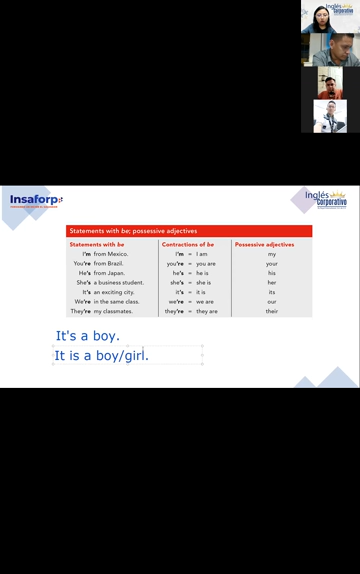 Inglés
Corporativo
Insaforp
Inglés
Corporativo
Statements with be; possessive adjectives
Statements with be Contractions of be Possessive adjectives
I'm from Mexico. I'm = I am my
You're from Brazil. you're = you are your
He's from Japan. he's = he is his
She's a business student. she's = she is her
It's an exciting city. it's = it is its
We're in the same class. we're = we are our
They're my classmates. they're = they are their
It's a boy.
It is a boy/girl.